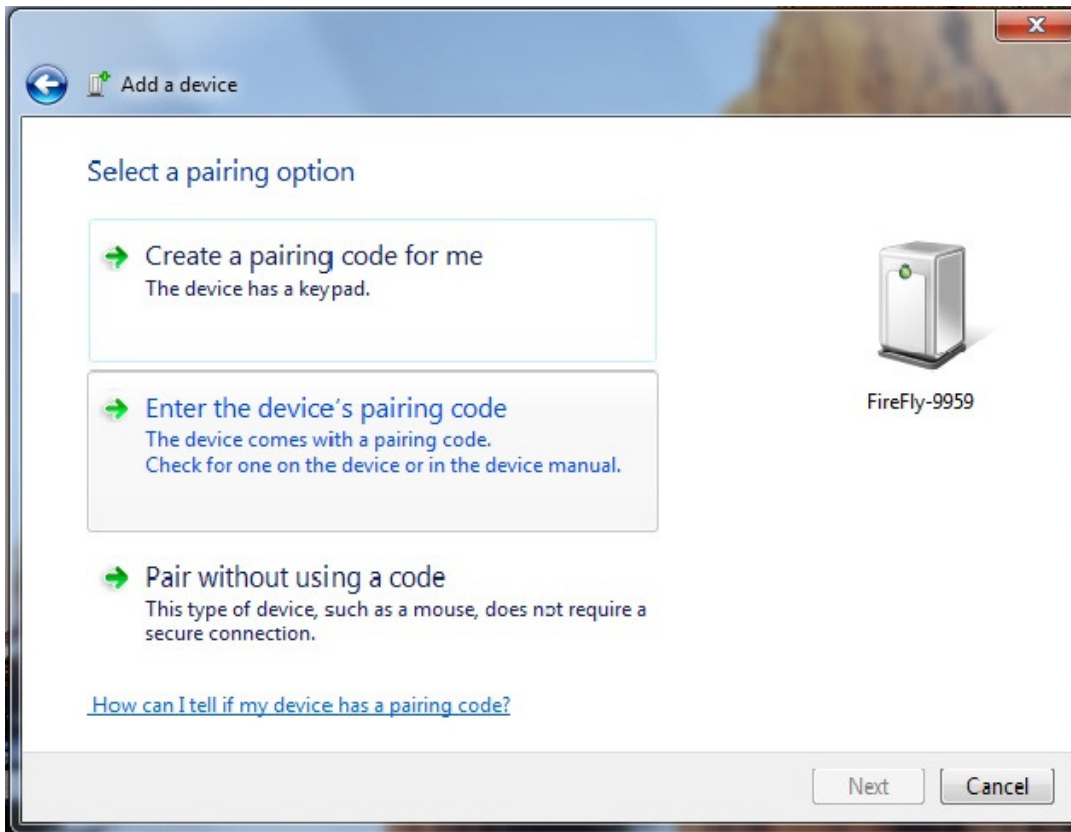 Add a device
Select a pairing option
Create a pairing code for me
The device has a keypad.
Enter the device's pairing code
The device comes with a pairing code.
Check for one on the device or in the device manual.
FireFly-9959
Pair without using a code
This type of device, such as a mouse, does not require a
secure connection.
How can I tell if my device has a pairing code?
Next
Cancel